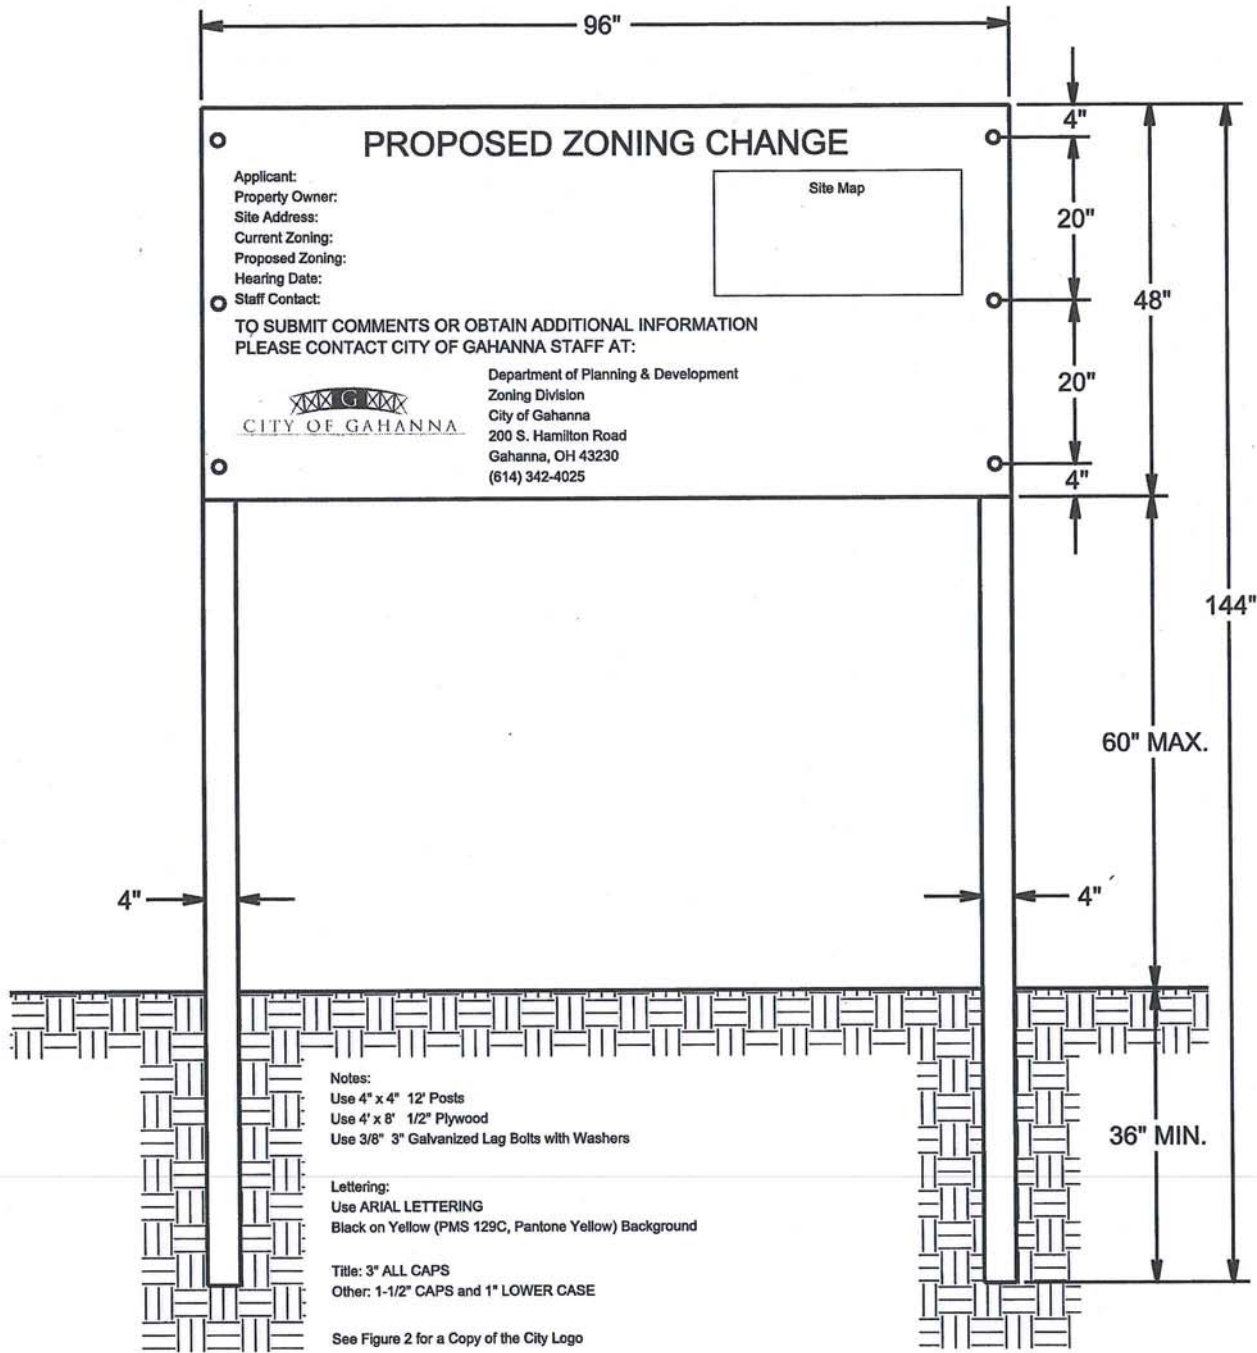 96"
PROPOSED ZONING CHANGE
Applicant:
Property Owner:
Site Address:
Current Zoning:
Proposed Zoning:
Hearing Date:
Staff Contact:
Site Map
TO SUBMIT COMMENTS OR OBTAIN ADDITIONAL INFORMATION
PLEASE CONTACT CITY OF GAHANNA STAFF AT:
G
CITY OF GAHANNA
Department of Planning & Development
Zoning Division
City of Gahanna
200 S. Hamilton Road
Gahanna, OH 43230
(614) 342-4025
4"
20"
20"
4"
48"
144"
60" MAX.
4"
4"
36" MIN.
Notes:
Use 4" x 4" 12' Posts
Use 4' x 8' 1/2" Plywood
Use 3/8" 3" Galvanized Lag Bolts with Washers
Lettering:
Use ARIAL LETTERING
Black on Yellow (PMS 129C, Pantone Yellow) Background
Title: 3" ALL CAPS
Other: 1-1/2" CAPS and 1" LOWER CASE
See Figure 2 for a Copy of the City Logo